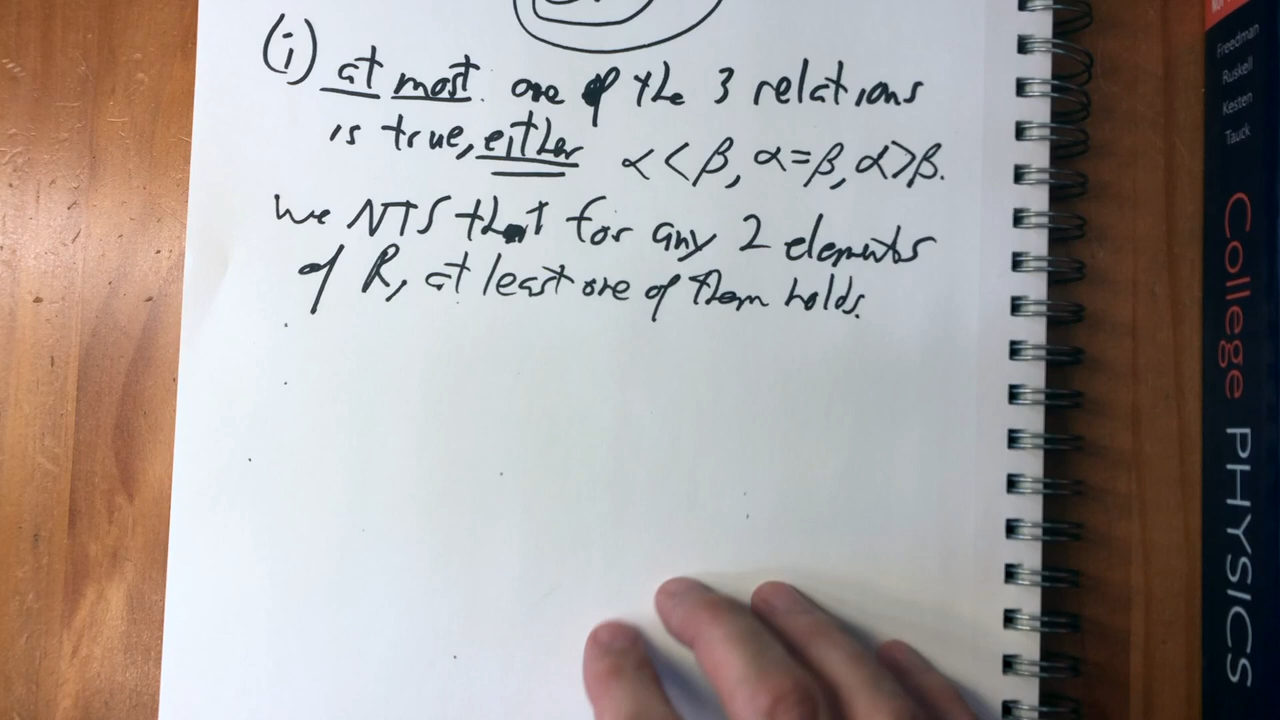 (i) at most one of the 3 relations
is true, either α < β, α = β, α > β.
We NTS that for any 2 elements
of R, at least one of them holds.
Freedman
Ruskell
Kesten
Tauck
College PHYSICS